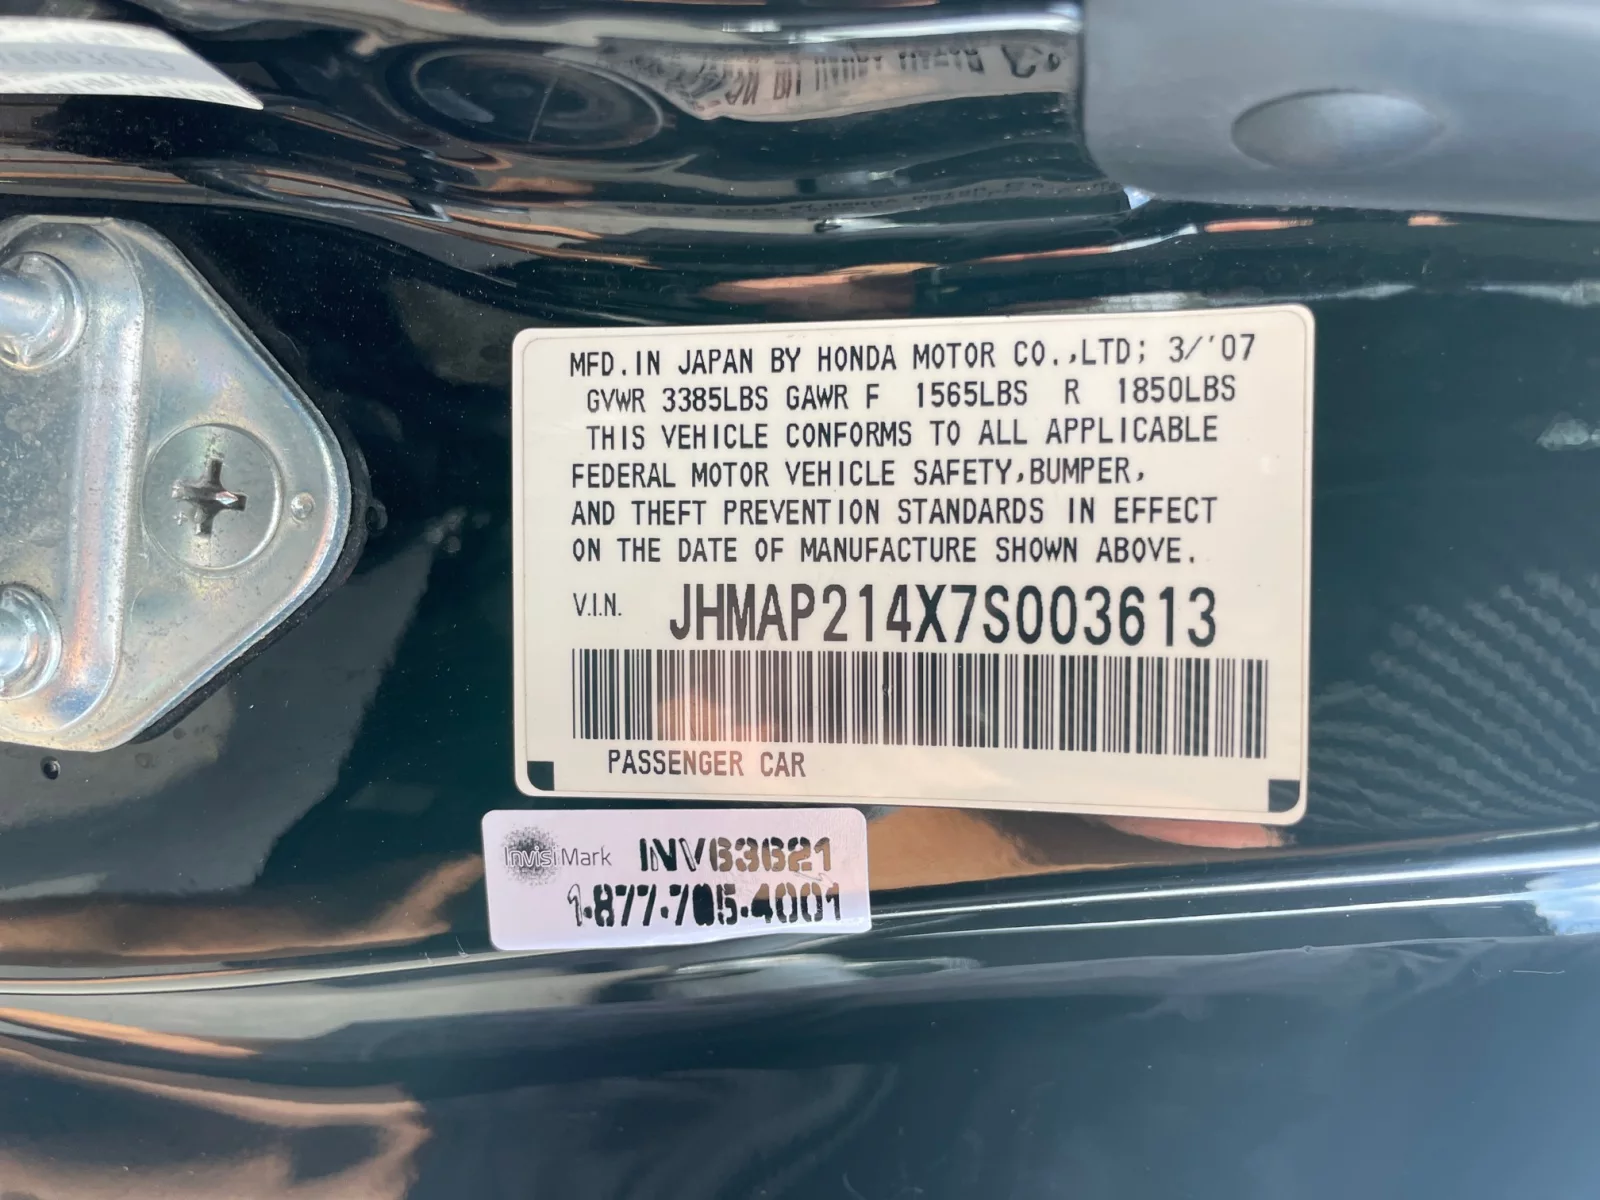 MFD.IN JAPAN BY HONDA MOTOR CO.,LTD; 3/'07
GVWR 3385LBS GAWR F 1565LBS R 1850LBS
THIS VEHICLE CONFORMS TO ALL APPLICABLE
FEDERAL MOTOR VEHICLE SAFETY,BUMPER,
AND THEFT PREVENTION STANDARDS IN EFFECT
ON THE DATE OF MANUFACTURE SHOWN ABOVE.
V.I.N. JHMAP214X7S003613
PASSENGER CAR
InvisiMark INV63621
1-877-705-4001